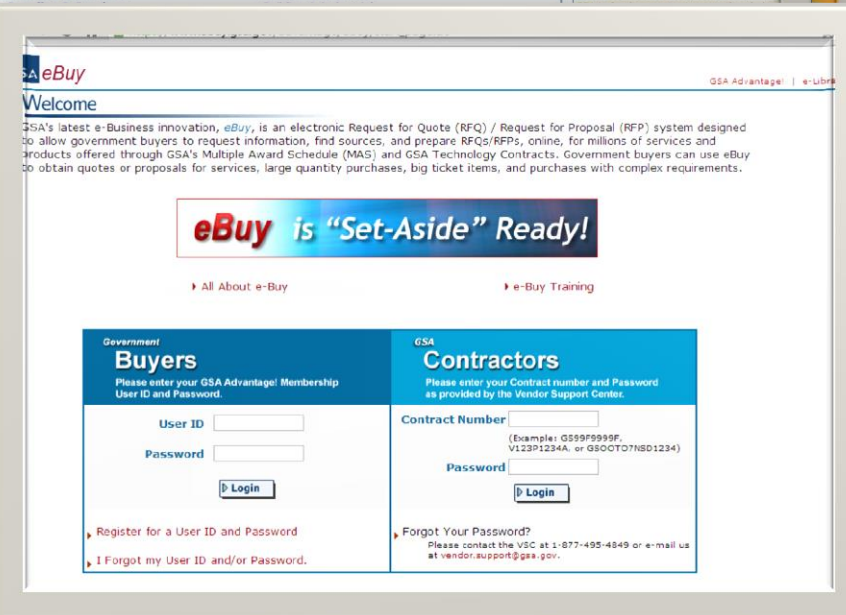 eBuy
GSA Advantage! |
Welcome
GSA's latest e-Business innovation, eBuy, is an electronic Request for Quote (RFQ) / Request for Proposal (RFP) system designed
to allow government buyers to request information, find sources, and prepare RFQs/RFPs, online, for millions of services and
products offered through GSA's Multiple Award Schedule (MAS) and GSA Technology Contracts. Government buyers can use eBuy
to obtain quotes or proposals for services, large quantity purchases, big ticket items, and purchases with complex requirements.
eBuy is "Set-Aside" Ready!
All About e-Buy
e-Buy Training
Government
Buyers
Please enter your GSA Advantage! Membership
User ID and Password.
User ID
Password
Login
Register for a User ID and Password
I Forgot my User ID and/or Password.
GSA
Contractors
Please enter your Contract number and Password
as provided by the Vendor Support Center.
Contract Number
(Example: GS99F9999F,
V123P1234A, or GSOOTO7NSD1234)
Password
Login
Forgot Your Password?
Please contact the VSC at 1-877-495-4849 or e-mail us
at vendor.support@gsa.gov.